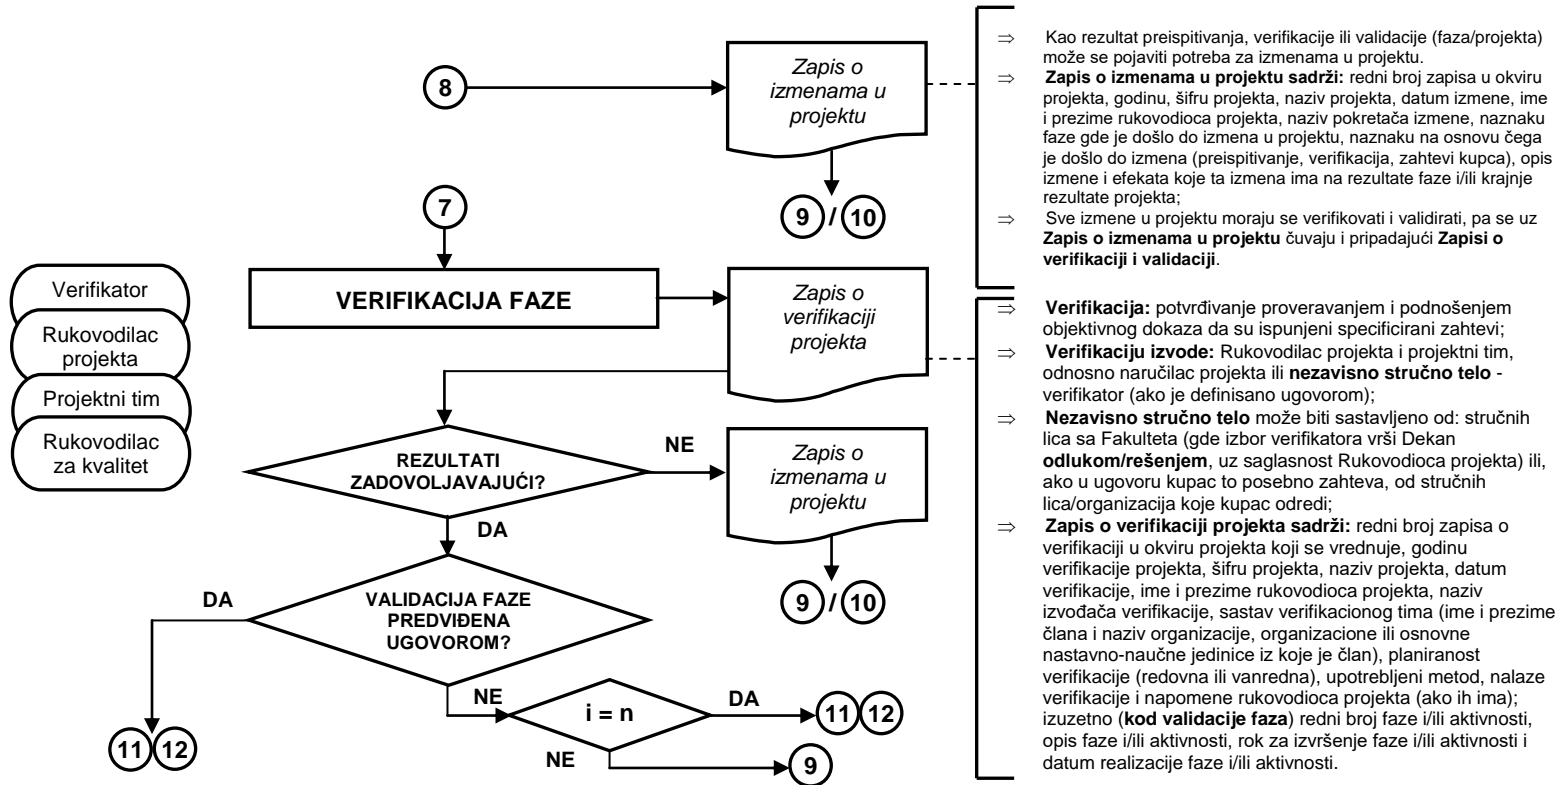 8
Zapis o
izmenama u
projektu
9 / 10
7
VERIFIKACIJA FAZE
Zapis o
verifikaciji
projekta
Verifikator
Rukovodilac
projekta
Projektni tim
Rukovodilac
za kvalitet
REZULTATI
ZADOVOLJAVAJUĆI?
NE
Zapis o
izmenama u
projektu
9 / 10
DA
VALIDACIJA FAZE
PREDVIĐENA
UGOVOROM?
DA
11 12
NE
i = n
DA
11 12
NE
9
⇒ Kao rezultat preispitivanja, verifikacije ili validacije (faza/projekta)
može se pojaviti potreba za izmenama u projektu.
⇒ Zapis o izmenama u projektu sadrži: redni broj zapisa u okviru
projekta, godinu, šifru projekta, naziv projekta, datum izmene, ime
i prezime rukovodioca projekta, naziv pokretača izmene, naznaku
faze gde je došlo do izmena u projektu, naznaku na osnovu čega
je došlo do izmena (preispitivanje, verifikacija, zahtevi kupca), opis
izmene i efekata koje ta izmena ima na rezultate faze i/ili krajnje
rezultate projekta;
⇒ Sve izmene u projektu moraju se verifikovati i validirati, pa se uz
Zapis o izmenama u projektu čuvaju i pripadajući Zapisi o
verifikaciji i validaciji.
⇒ Verifikacija: potvrđivanje proveravanjem i podnošenjem
objektivnog dokaza da su ispunjeni specificirani zahtevi;
⇒ Verifikaciju izvode: Rukovodilac projekta i projektni tim,
odnosno naručilac projekta ili nezavisno stručno telo -
verifikator (ako je definisano ugovorom);
⇒ Nezavisno stručno telo može biti sastavljeno od: stručnih
lica sa Fakulteta (gde izbor verifikatora vrši Dekan
odlukom/rešenjem, uz saglasnost Rukovodioca projekta) ili,
ako u ugovoru kupac to posebno zahteva, od stručnih
lica/organizacija koje kupac odredi;
⇒ Zapis o verifikaciji projekta sadrži: redni broj zapisa o
verifikaciji u okviru projekta koji se vrednuje, godinu
verifikacije projekta, šifru projekta, naziv projekta, datum
verifikacije, ime i prezime rukovodioca projekta, naziv
izvođača verifikacije, sastav verifikacionog tima (ime i prezime
člana i naziv organizacije, organizacione ili osnovne
nastavno-naučne jedinice iz koje je član), planiranost
verifikacije (redovna ili vanredna), upotrebljeni metod, nalaze
verifikacije i napomene rukovodioca projekta (ako ih ima);
izuzetno (kod validacije faza) redni broj faze i/ili aktivnosti,
opis faze i/ili aktivnosti, rok za izvršenje faze i/ili aktivnosti i
datum realizacije faze i/ili aktivnosti.